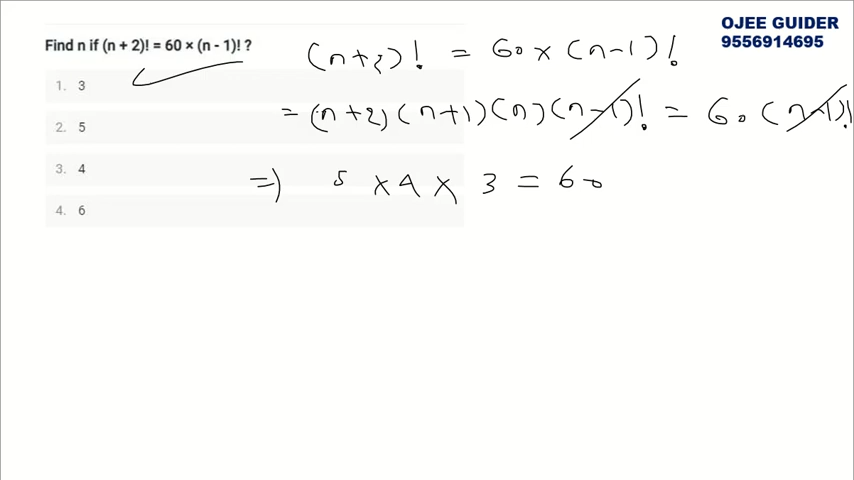 OJEE GUIDER
9556914695
Find n if (n + 2)! = 60 × (n - 1)! ?
1. 3
2. 5
3. 4
4. 6
(n+2)! = 60 × (n-1)!
= (n+2) (n+1) (n) (n-1)! = 60 (n-1)!
=) 5 × 4 × 3 = 60